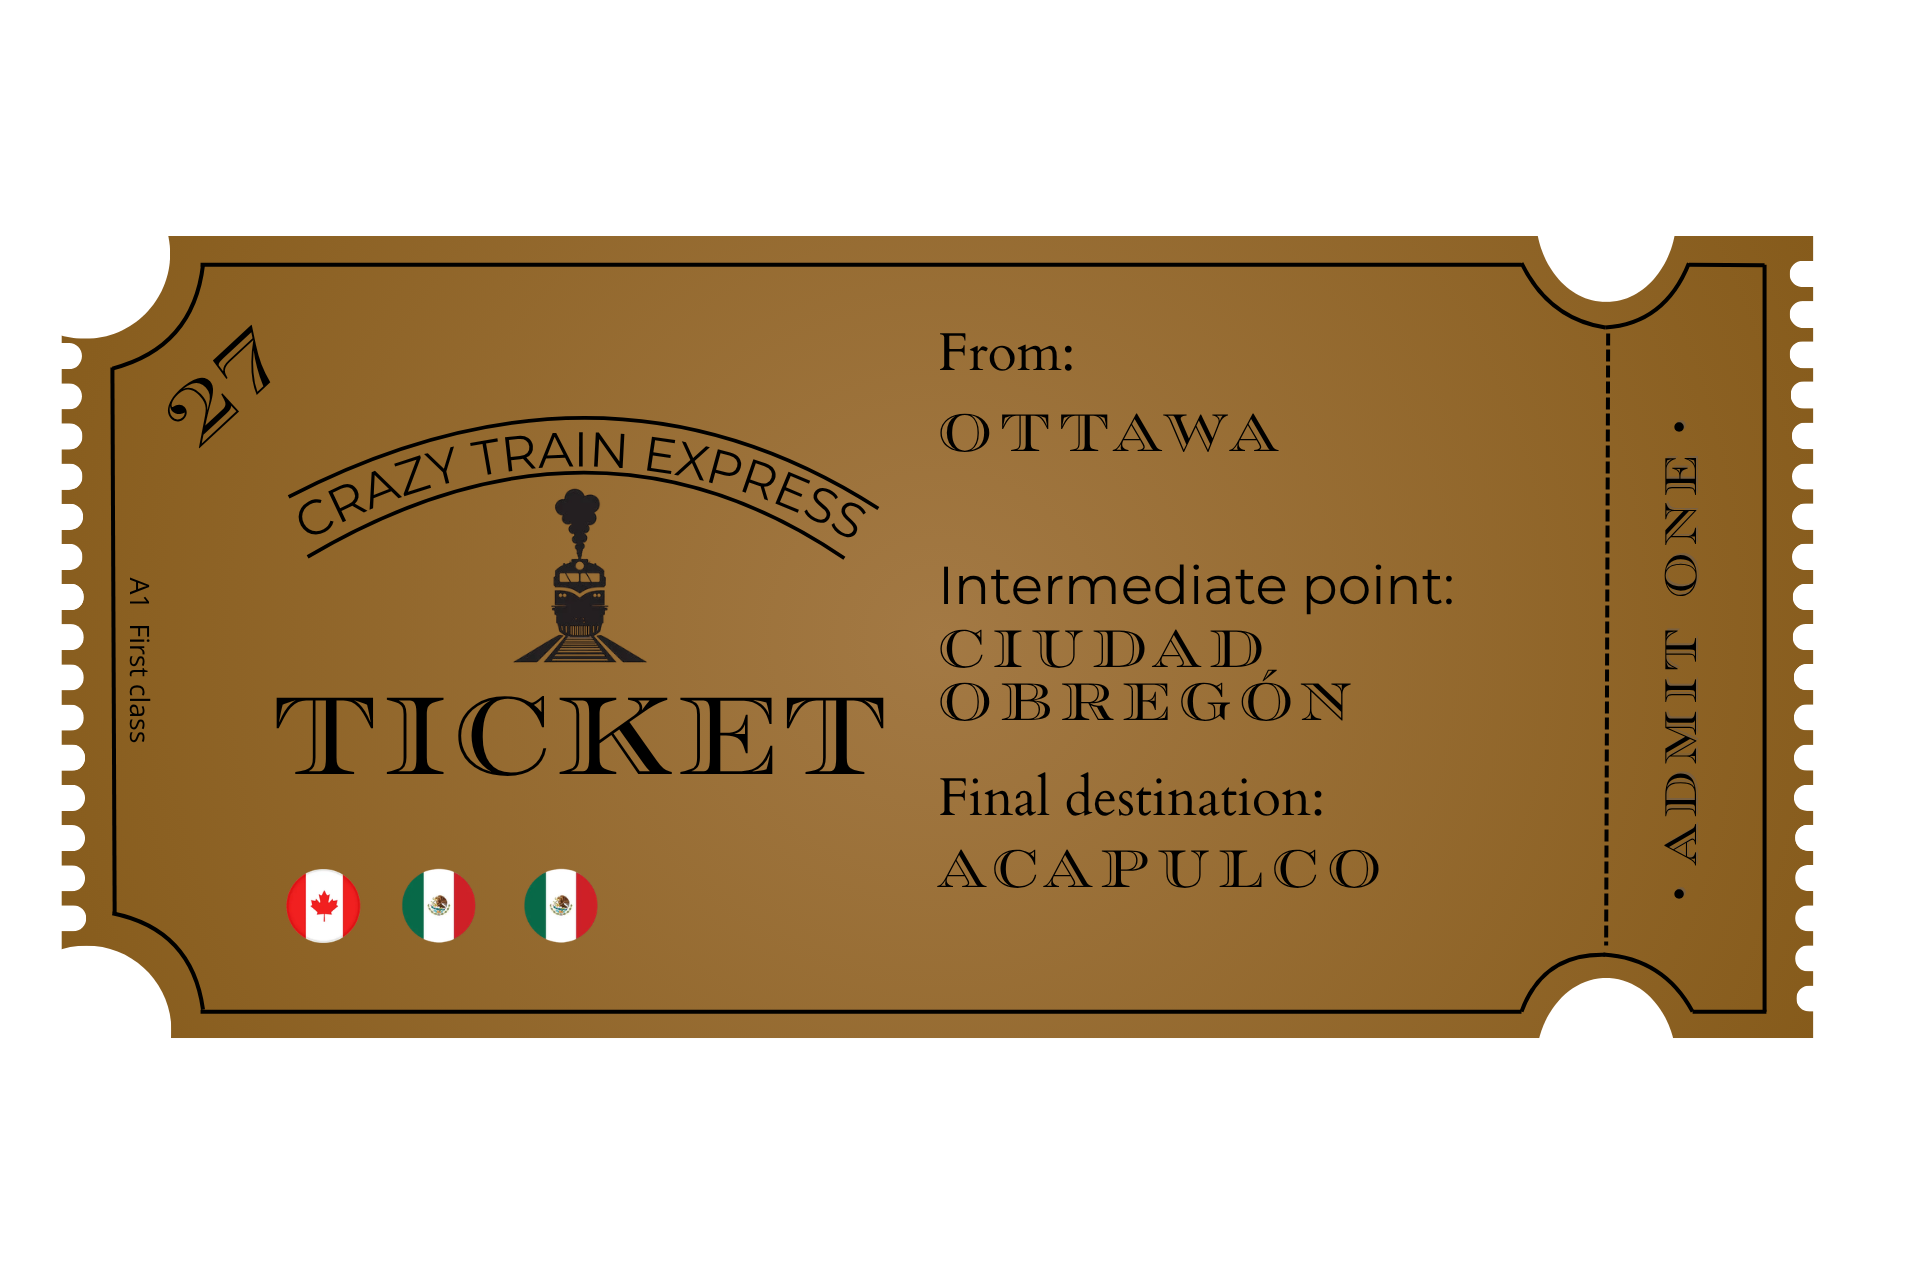 27
CRAZY TRAIN EXPRESS
A1 First class
TICKET
From:
OTTAWA
Intermediate point:
CIUDAD
OBREGÓN
Final destination:
ACAPULCO
• ADMIT ONE •